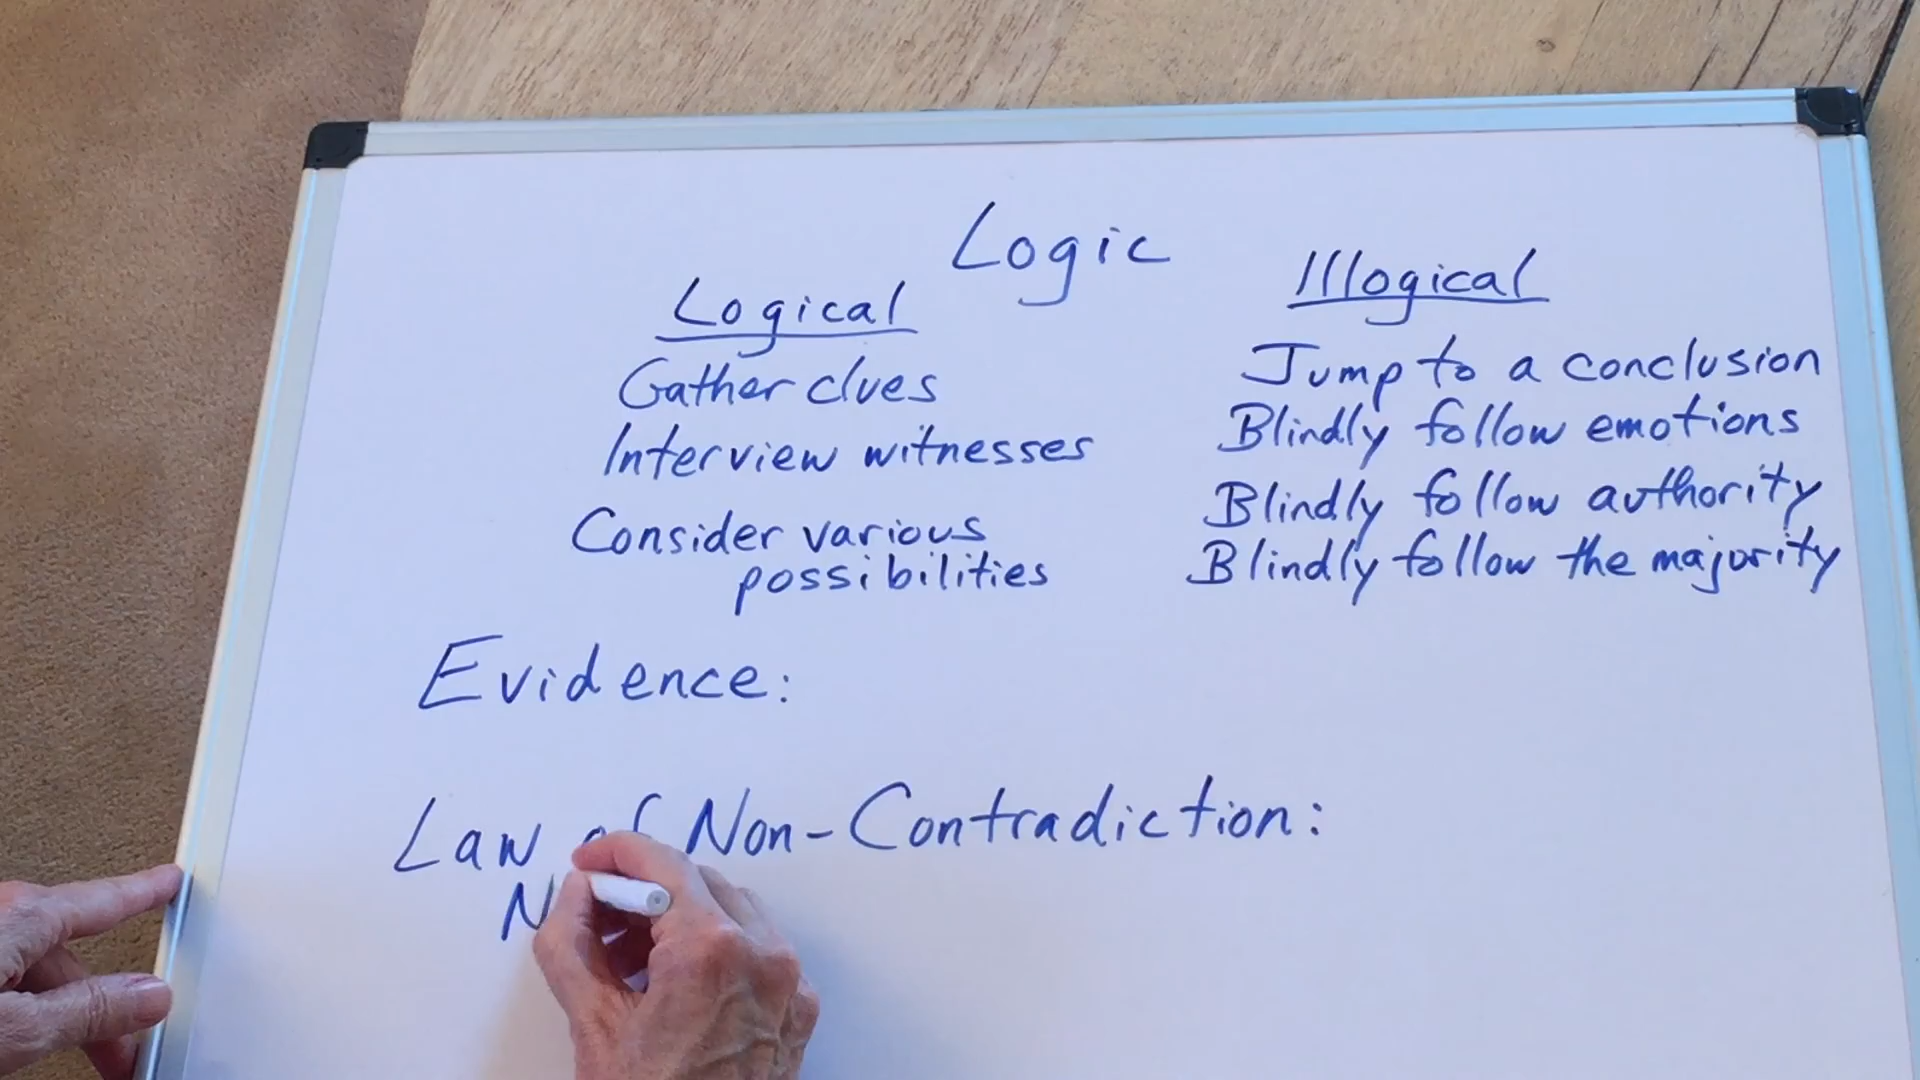 Logic
Logical
Gather clues
Interview witnesses
Consider various
possibilities
Illogical
Jump to a conclusion
Blindly follow emotions
Blindly follow authority
Blindly follow the majority
Evidence:
Law of Non-Contradiction: